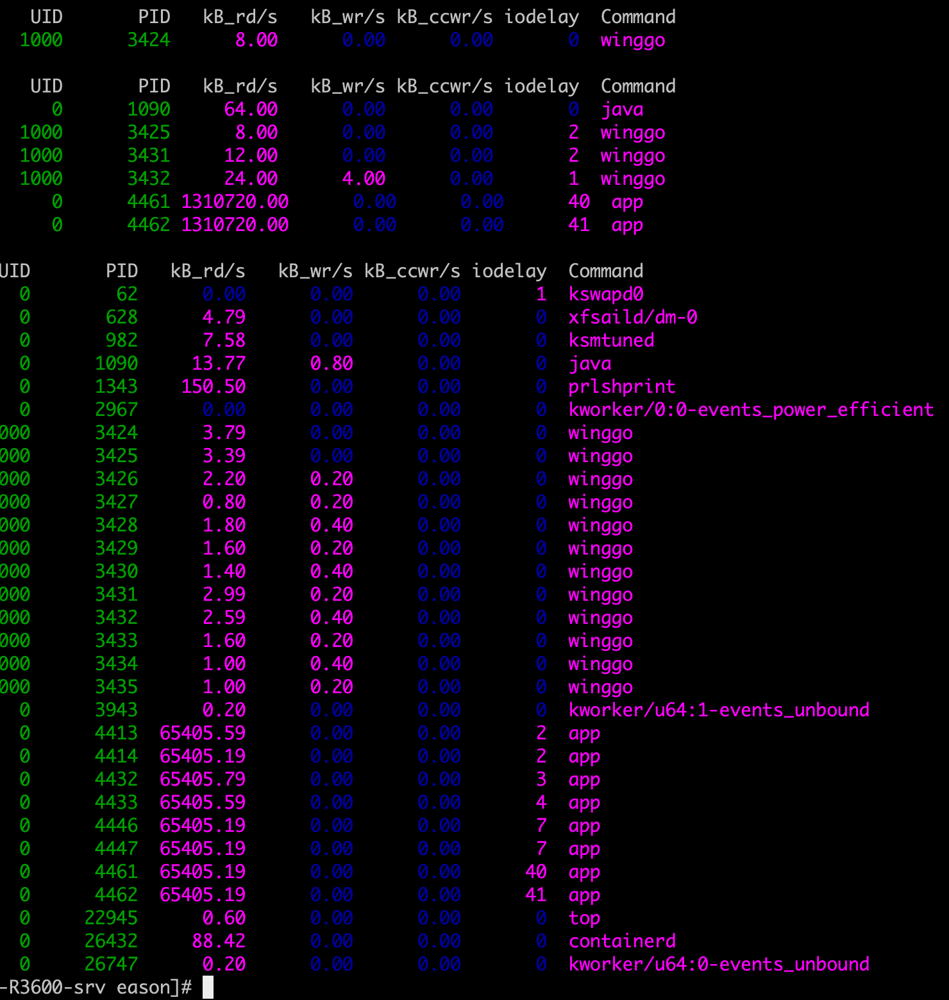 UID PID kB_rd/s kB_wr/s kB_ccwr/s iodelay Command
1000 3424 8.00 0.00 0.00 0 winggo
UID PID kB_rd/s kB_wr/s kB_ccwr/s iodelay Command
0 1090 64.00 0.00 0.00 0 java
1000 3425 8.00 0.00 0.00 2 winggo
1000 3431 12.00 0.00 0.00 2 winggo
1000 3432 24.00 4.00 0.00 1 winggo
0 4461 1310720.00 0.00 0.00 40 app
0 4462 1310720.00 0.00 0.00 41 app
UID PID kB_rd/s kB_wr/s kB_ccwr/s iodelay Command
0 62 0.00 0.00 0.00 1 kswapd0
0 628 4.79 0.00 0.00 0 xfsaild/dm-0
0 982 7.58 0.00 0.00 0 ksmtuned
0 1090 13.77 0.80 0.00 0 java
0 1343 150.50 0.00 0.00 0 prlshprint
0 2967 0.00 0.00 0.00 0 kworker/0:0-events_power_efficient
000 3424 3.79 0.00 0.00 0 winggo
000 3425 3.39 0.00 0.00 0 winggo
000 3426 2.20 0.20 0.00 0 winggo
000 3427 0.80 0.20 0.00 0 winggo
000 3428 1.80 0.40 0.00 0 winggo
000 3429 1.60 0.20 0.00 0 winggo
000 3430 1.40 0.40 0.00 0 winggo
000 3431 2.99 0.20 0.00 0 winggo
000 3432 2.59 0.40 0.00 0 winggo
000 3433 1.60 0.20 0.00 0 winggo
000 3434 1.00 0.40 0.00 0 winggo
000 3435 1.00 0.20 0.00 0 winggo
0 3943 0.20 0.00 0.00 0 kworker/u64:1-events_unbound
0 4413 65405.59 0.00 0.00 2 app
0 4414 65405.19 0.00 0.00 2 app
0 4432 65405.79 0.00 0.00 3 app
0 4433 65405.59 0.00 0.00 4 app
0 4446 65405.19 0.00 0.00 7 app
0 4447 65405.19 0.00 0.00 7 app
0 4461 65405.19 0.00 0.00 40 app
0 4462 65405.19 0.00 0.00 41 app
0 22945 0.60 0.00 0.00 0 top
0 26432 88.42 0.00 0.00 0 containerd
0 26747 0.20 0.00 0.00 0 kworker/u64:0-events_unbound
-R3600-srv eason]#